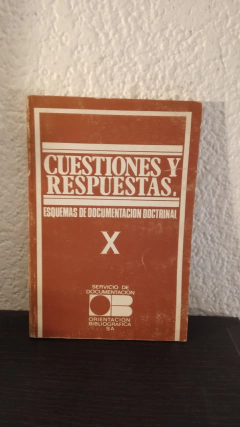 CUESTIONES Y
RESPUESTAS.
ESQUEMAS DE DOCUMENTACION DOCTRINAL
X
SERVICIO DE
DOCUMENTACION
OB
ORIENTACION
BIBLIOGRAFICA
S.A